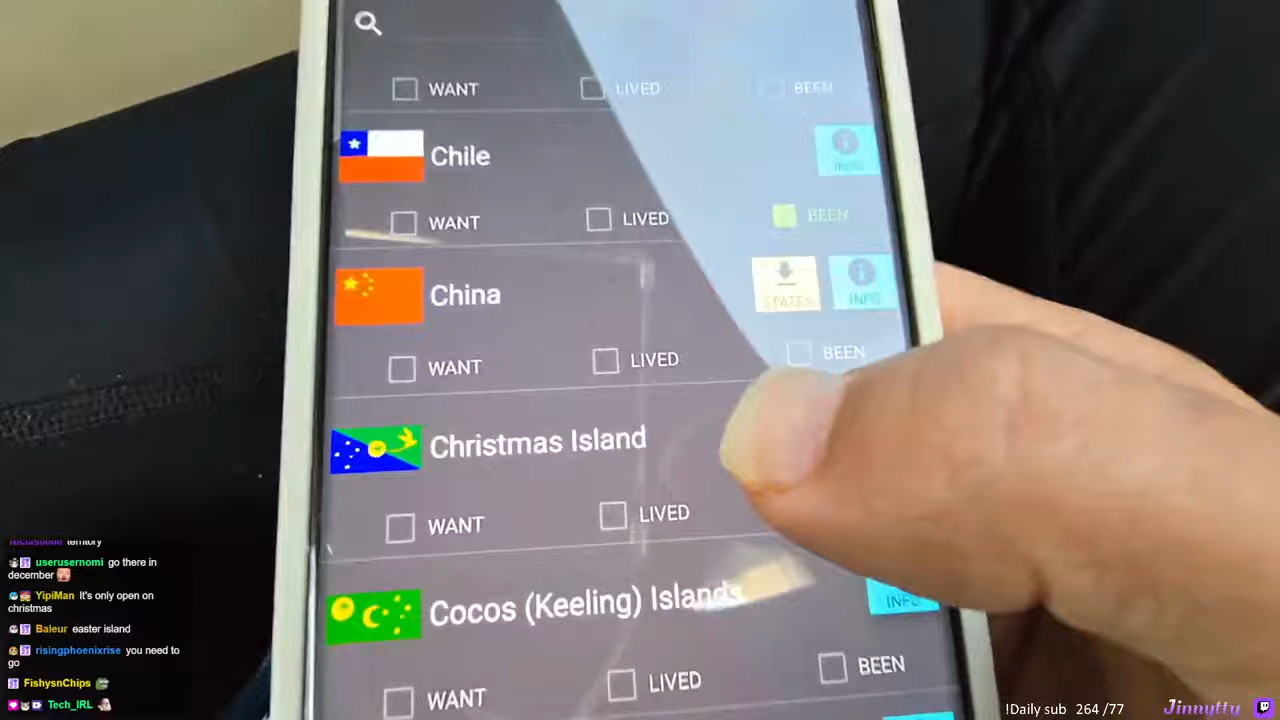 WANT LIVED BEEN
Chile
INFO
WANT LIVED BEEN
China
STATES INFO
WANT LIVED BEEN
Christmas Island
WANT LIVED
Cocos (Keeling) Islands
INFO
WANT LIVED BEEN
territory
userusernomi go there in
december
YipiMan It's only open on
christmas
Baleur easter island
risingphoenixrise you need to
go
FishysnChips
Tech_IRL
!Daily sub 264 /77
Jinnytty